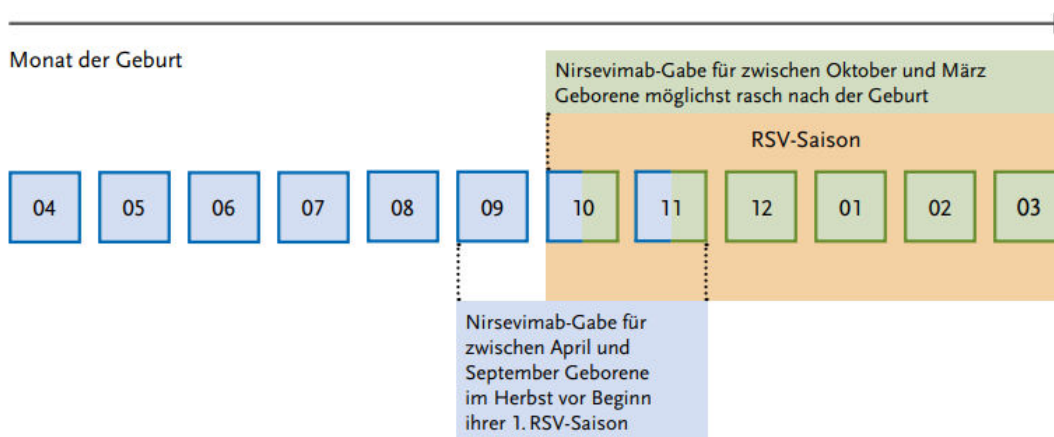 Monat der Geburt
Nirsevimab-Gabe für zwischen Oktober und März
Geborene möglichst rasch nach der Geburt
RSV-Saison
04 05 06 07 08 09 10 11 12 01 02 03
Nirsevimab-Gabe für
zwischen April und
September Geborene
im Herbst vor Beginn
ihrer 1. RSV-Saison